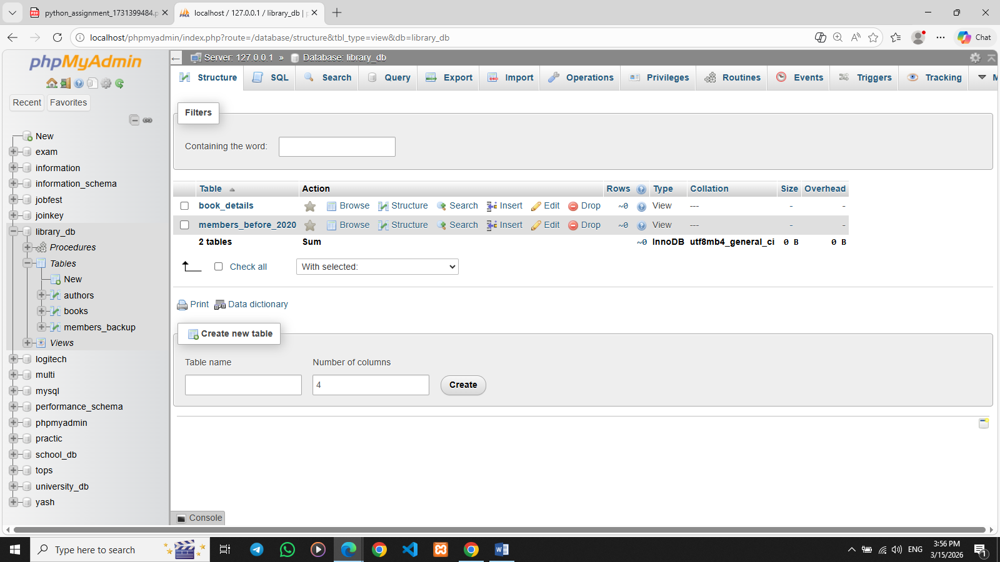 python_assignment_1731399484.p
localhost / 127.0.0.1 / library_db | p
localhost/phpmyadmin/index.php?route=/database/structure&tbl_type=view&db=library_db
Chat
phpMyAdmin
Recent
Favorites
New
exam
information
information_schema
jobfest
joinkey
library_db
Procedures
Tables
New
authors
books
members_backup
Views
logitech
multi
mysql
performance_schema
phpmyadmin
practic
school_db
tops
university_db
yash
Server: 127.0.0.1 » Database: library_db
Structure SQL Search Query Export Import Operations Privileges Routines Events Triggers Tracking M
Filters
Containing the word:
Table Action Rows Type Collation Size Overhead
book_details Browse Structure Search Insert Edit Drop ~0 View --- - -
members_before_2020 Browse Structure Search Insert Edit Drop ~0 View --- - -
2 tables Sum ~0 InnoDB utf8mb4_general_ci 0 B 0 B
Check all With selected:
Print Data dictionary
Create new table
Table name Number of columns
4 Create
Console
Type here to search
ENG
3:56 PM
3/15/2026
1